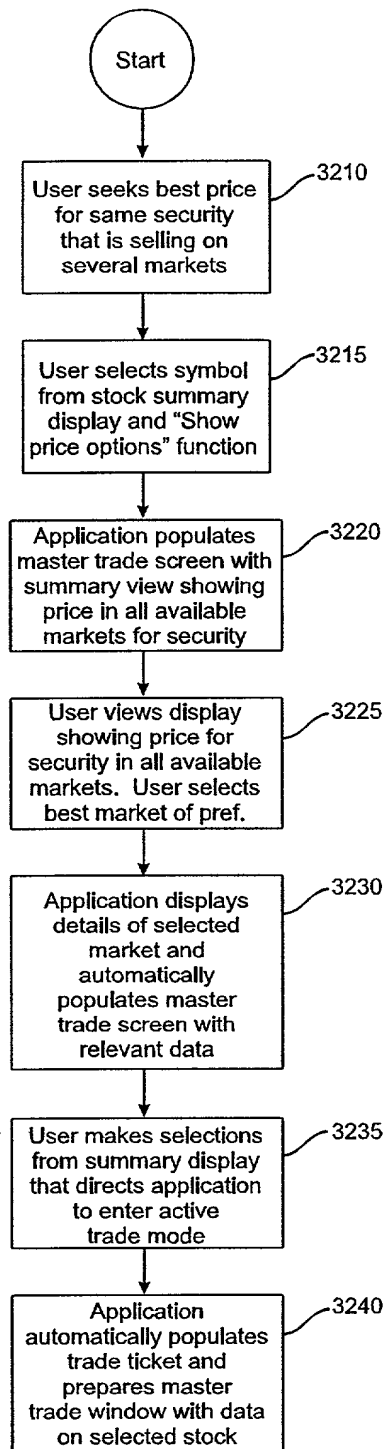 Start
3210
User seeks best price
for same security
that is selling on
several markets
3215
User selects symbol
from stock summary
display and “Show
price options” function
3220
Application populates
master trade screen with
summary view showing
price in all available
markets for security
3225
User views display
showing price for
security in all available
markets. User selects
best market of pref.
3230
Application displays
details of selected
market and
automatically
populates master
trade screen with
relevant data
3235
User makes selections
from summary display
that directs application
to enter active
trade mode
3240
Application
automatically populates
trade ticket and
prepares master
trade window with data
on selected stock